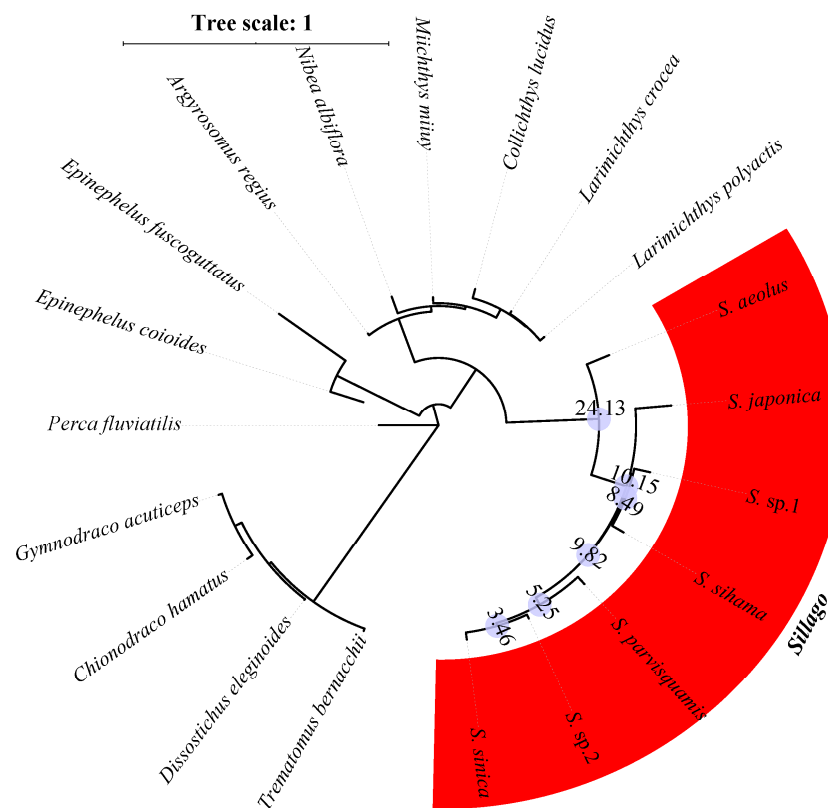 Tree scale: 1
Nibea albiflora
Miichthys miiuy
Collichthys lucidus
Larimichthys crocea
Larimichthys polyactis
Argyrosomus regius
Epinephelus fuscoguttatus
Epinephelus coioides
Perca fluviatilis
Gymnodraco acuticeps
Chionodraco hamatus
Dissostichus eleginoides
Trematomus bernacchii
S. aeolus
S. japonica
S. sp.1
S. sihama
S. parvisquamis
S. sp.2
S. sinica
Sillago
24.13
10.15
8.49
9.82
5.25
3.46